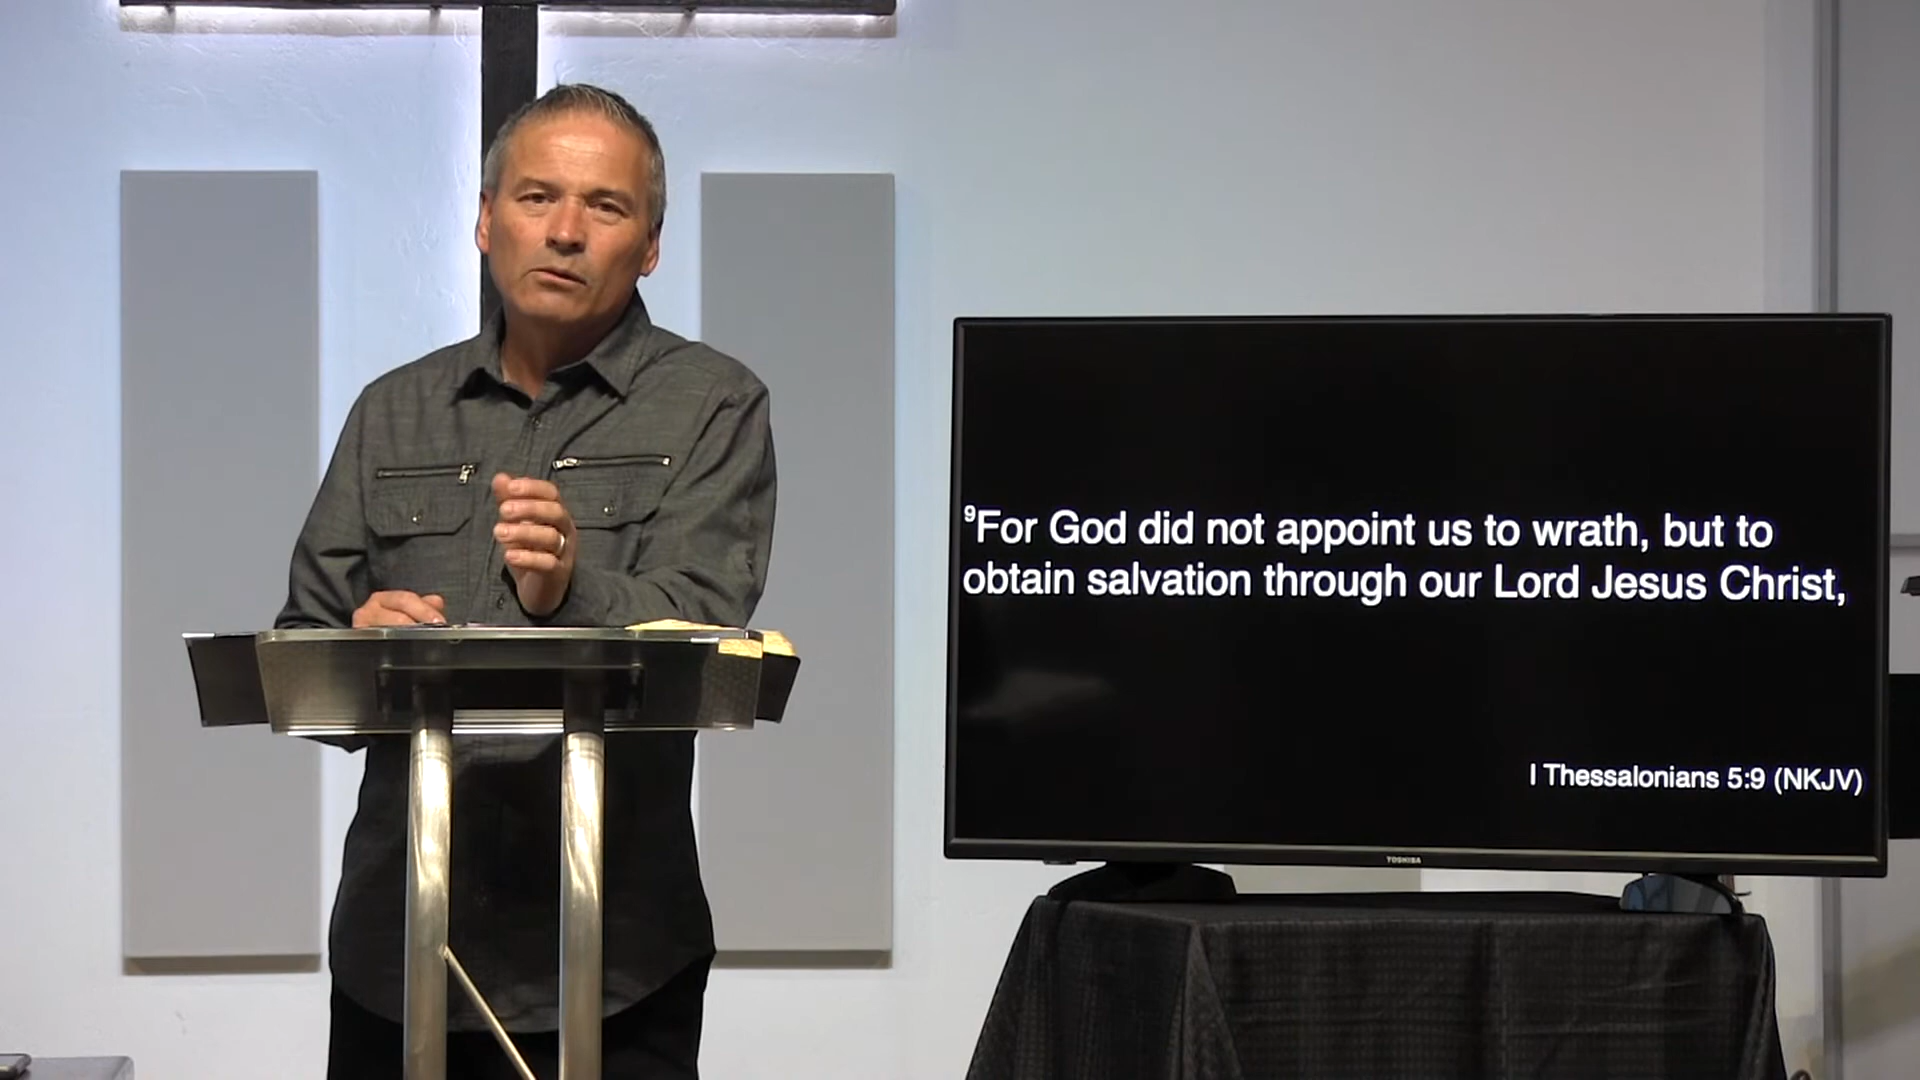 ⁹For God did not appoint us to wrath, but to
obtain salvation through our Lord Jesus Christ,
I Thessalonians 5:9 (NKJV)
TOSHIBA